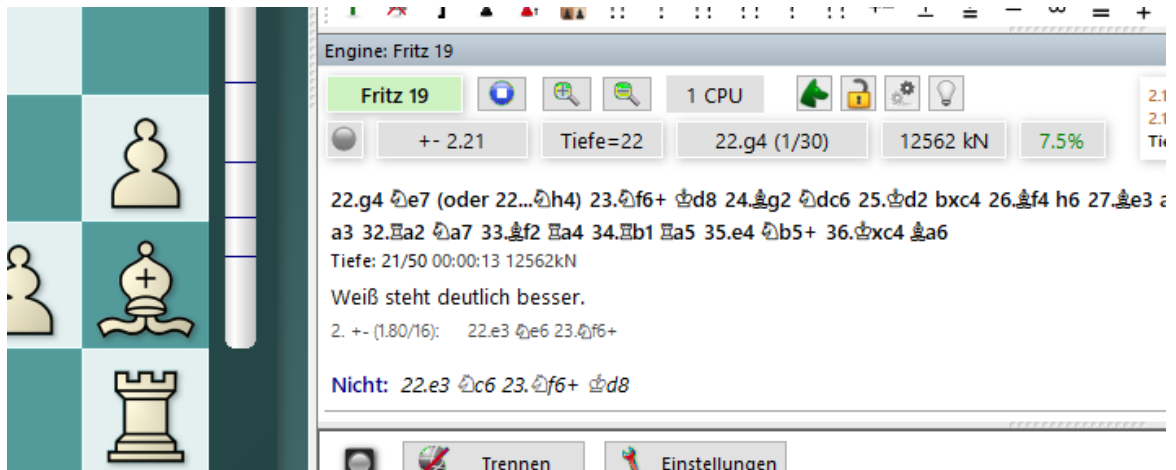 Engine: Fritz 19
Fritz 19 1 CPU
+- 2.21 Tiefe=22 22.g4 (1/30) 12562 kN 7.5%
22.g4 ♘e7 (oder 22...♘h4) 23.♘f6+ ♔d8 24.♗g2 ♘dc6 25.♔d2 bxc4 26.♗f4 h6 27.♗e3
a3 32.♖a2 ♘a7 33.♗f2 ♖a4 34.♖b1 ♖a5 35.e4 ♘b5+ 36.♔xc4 ♗a6
Tiefe: 21/50 00:00:13 12562kN
Weiß steht deutlich besser.
2. +- (1.80/16): 22.e3 ♘e6 23.♘f6+
Nicht: 22.e3 ♘c6 23.♘f6+ ♔d8
Trennen Einstellungen